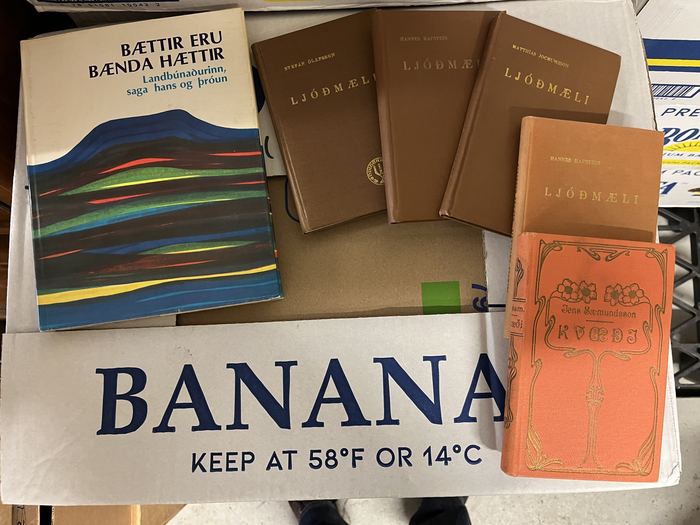 BÆTTIR ERU
BÆNDA HÆTTIR
Landbúnaðurinn,
saga hans og þróun
STEFÁN ÓLAFSSON
LJÓÐMÆLI
HANNES HAFSTEIN
LJÓÐMÆLI
MATTHÍAS JOCHUMSSON
LJÓÐMÆLI
HANNES HAFSTEIN
LJÓÐMÆLI
Jens Sæmundsson
KVÆÐI
BANANA
KEEP AT 58°F OR 14°C
PRE